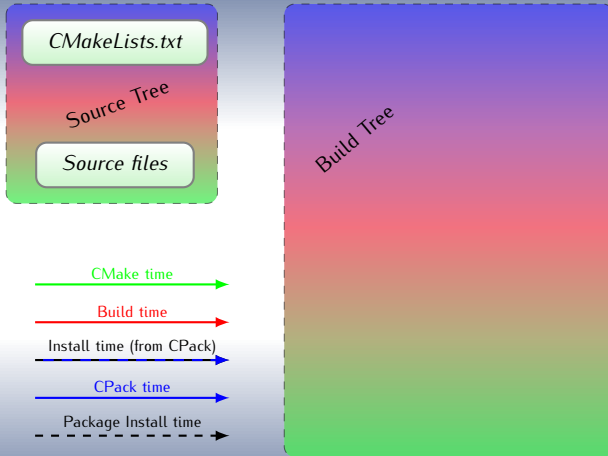 CMakeLists.txt
Source Tree
Source files
Build Tree
CMake time
Build time
Install time (from CPack)
CPack time
Package Install time